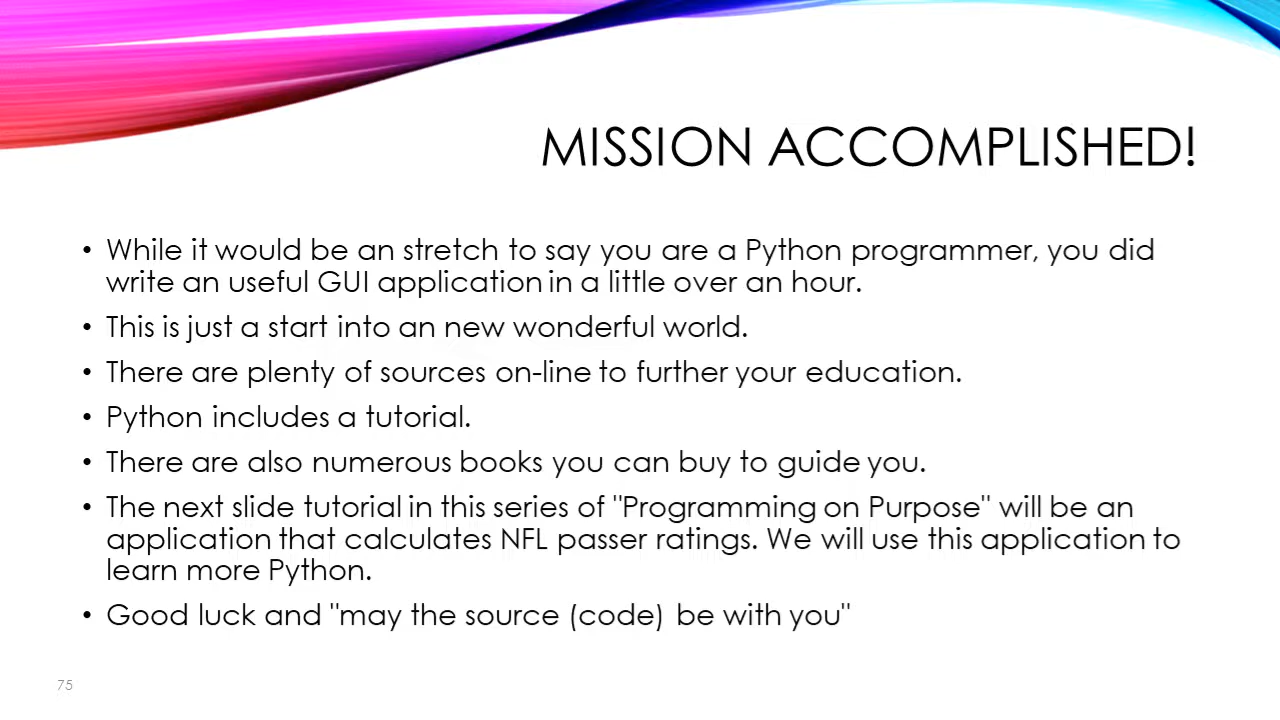 MISSION ACCOMPLISHED!
• While it would be an stretch to say you are a Python programmer, you did
write an useful GUI application in a little over an hour.
• This is just a start into an new wonderful world.
• There are plenty of sources on-line to further your education.
• Python includes a tutorial.
• There are also numerous books you can buy to guide you.
• The next slide tutorial in this series of "Programming on Purpose" will be an
application that calculates NFL passer ratings. We will use this application to
learn more Python.
• Good luck and "may the source (code) be with you"
75